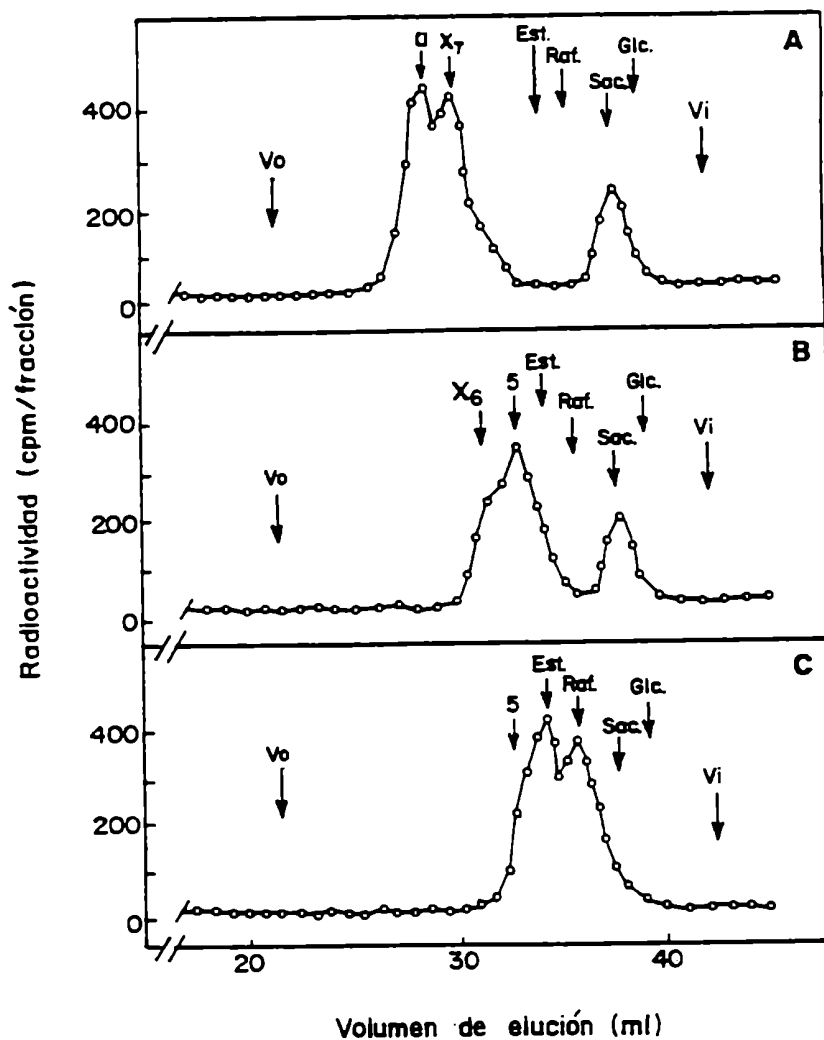 a X₇ Est. Raf. Sac. Glc. A
Vo Vi
400
200
0
X₆ 5 Est. Raf. Sac. Glc. B
Vo Vi
400
200
0
5 Est. Raf. Sac. Glc. C
Vo Vi
400
200
0
20 30 40
Radioactividad (cpm/fracción)
Volumen de elución (ml)